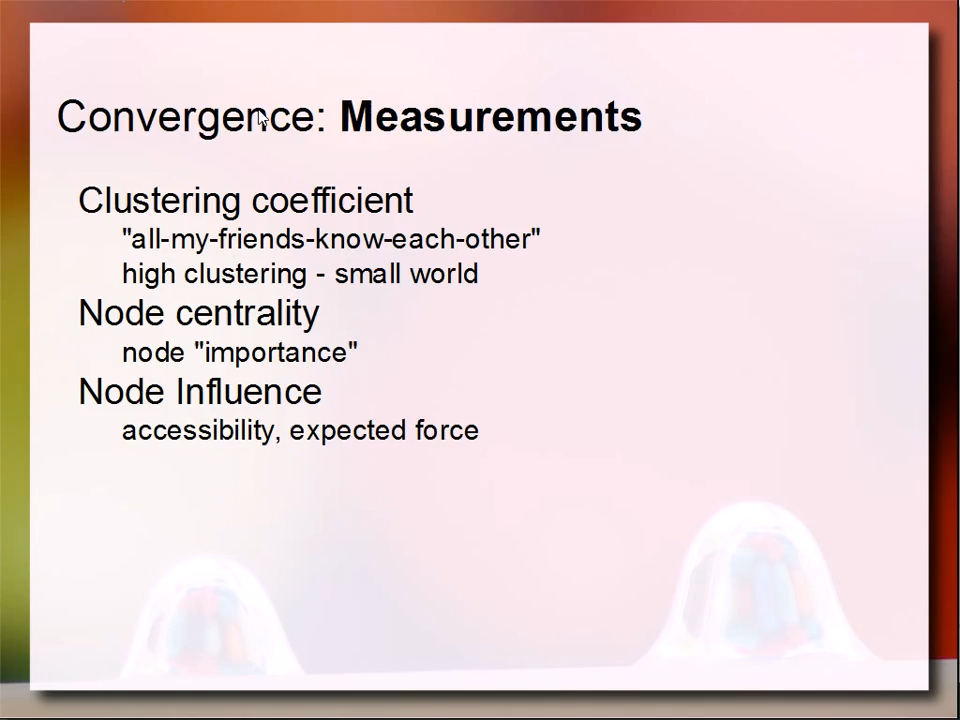 Convergence: Measurements
Clustering coefficient
"all-my-friends-know-each-other"
high clustering - small world
Node centrality
node "importance"
Node Influence
accessibility, expected force